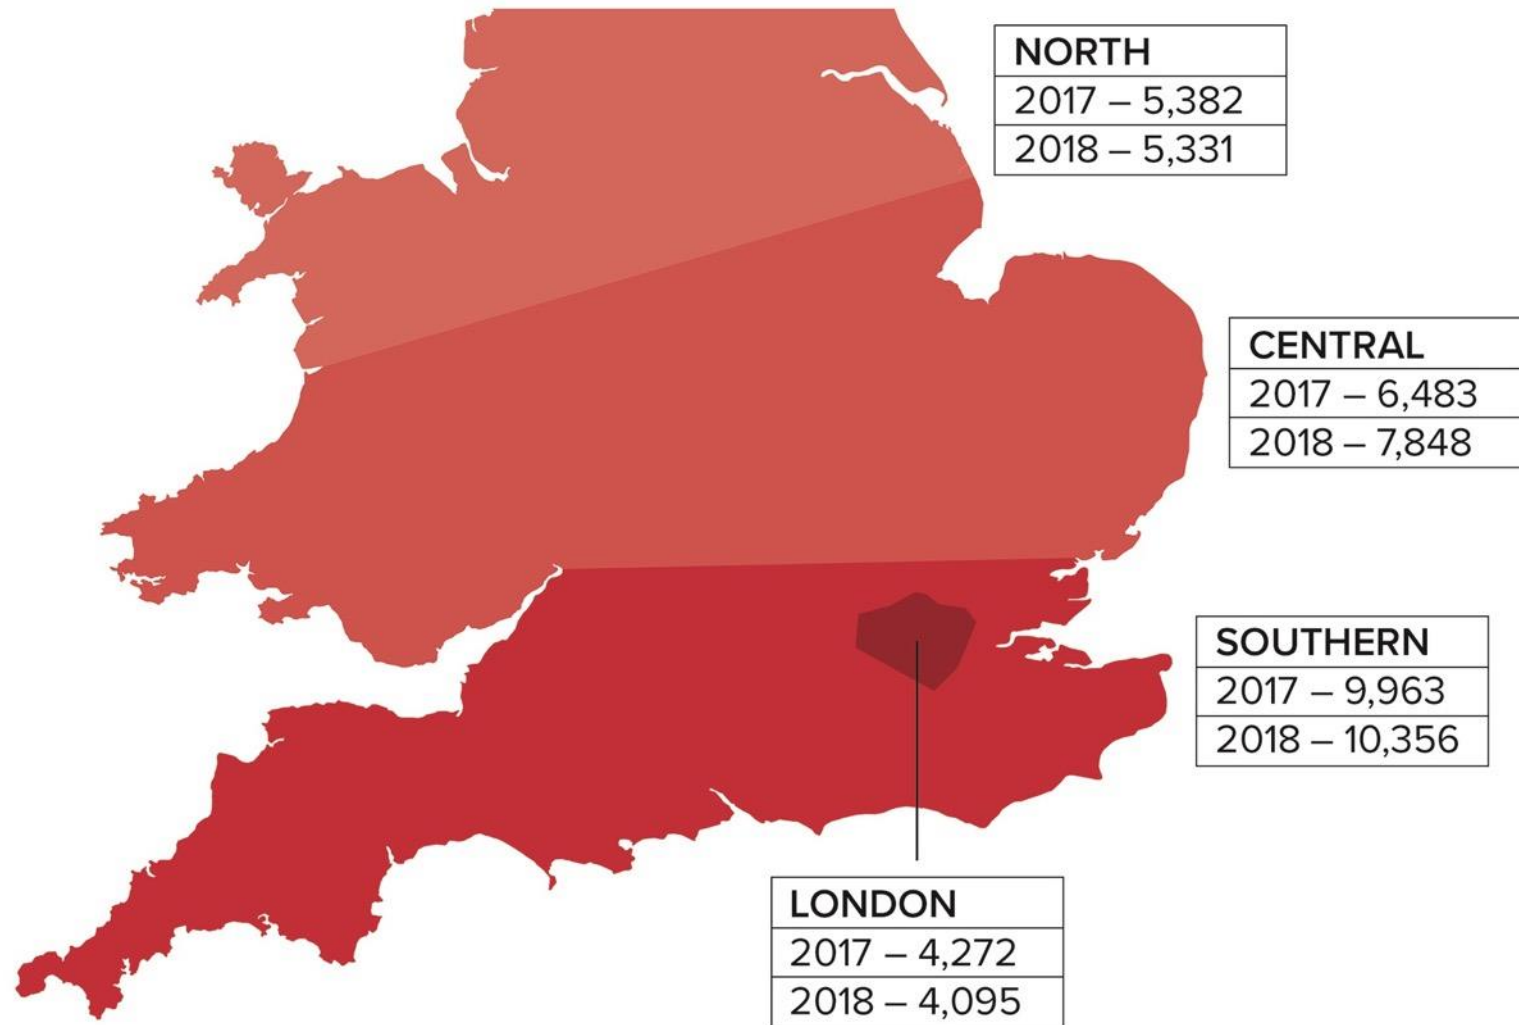 NORTH
2017 – 5,382
2018 – 5,331
CENTRAL
2017 – 6,483
2018 – 7,848
SOUTHERN
2017 – 9,963
2018 – 10,356
LONDON
2017 – 4,272
2018 – 4,095